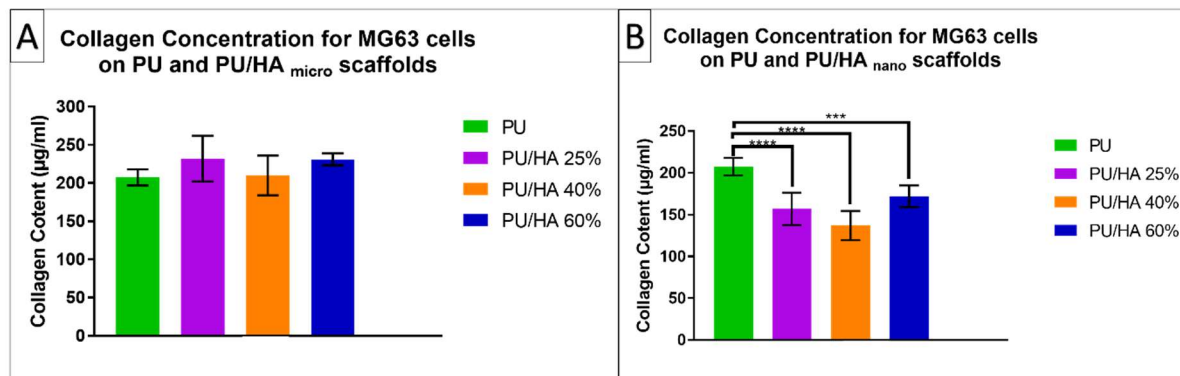 A
Collagen Concentration for MG63 cells
on PU and PU/HA micro scaffolds
Collagen Cotent (µg/ml)
300
250
200
150
100
50
0
PU
PU/HA 25%
PU/HA 40%
PU/HA 60%
B
Collagen Concentration for MG63 cells
on PU and PU/HA nano scaffolds
Collagen Cotent (µg/ml)
250
200
150
100
50
0
***
****
****
PU
PU/HA 25%
PU/HA 40%
PU/HA 60%